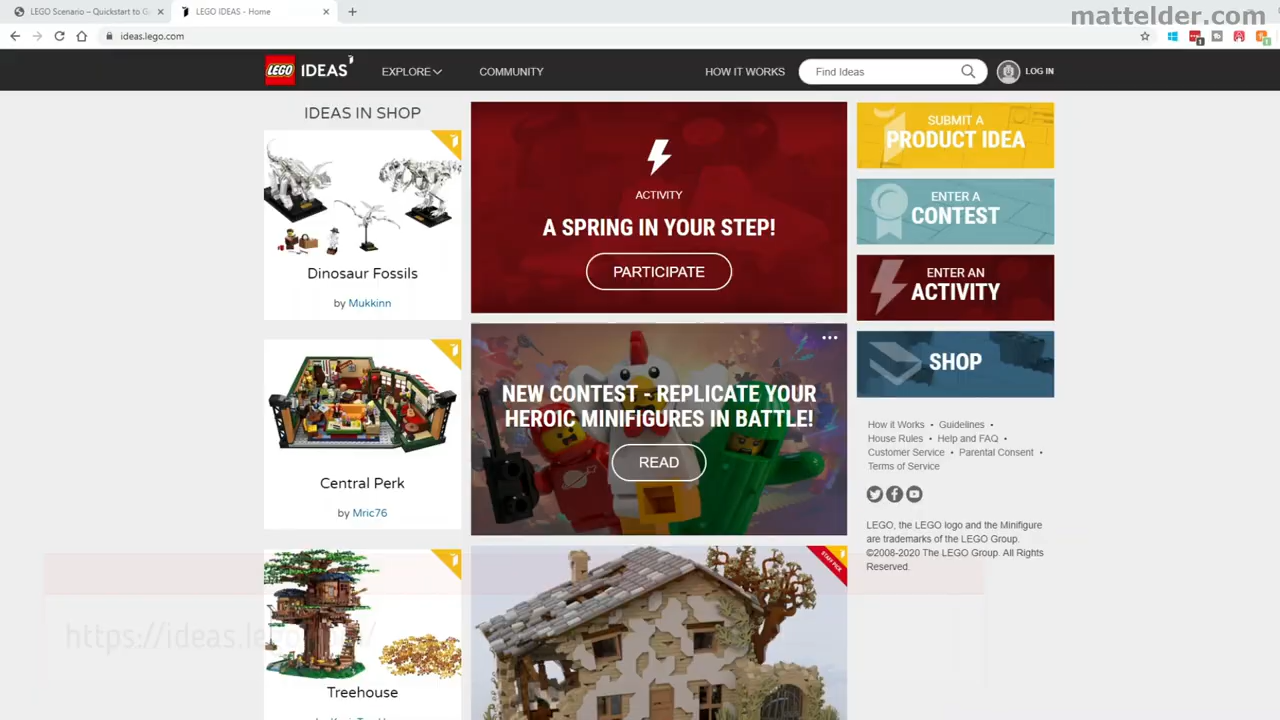 mattelder.com
LEGO Scenario – Quickstart to G
LEGO IDEAS - Home
ideas.lego.com
LEGO IDEAS
EXPLORE
COMMUNITY
HOW IT WORKS
Find Ideas
LOG IN
IDEAS IN SHOP
Dinosaur Fossils
by Mukkinn
Central Perk
by Mric76
Treehouse
ACTIVITY
A SPRING IN YOUR STEP!
PARTICIPATE
NEW CONTEST - REPLICATE YOUR
HEROIC MINIFIGURES IN BATTLE!
READ
STAFF PICK
SUBMIT A
PRODUCT IDEA
ENTER A
CONTEST
ENTER AN
ACTIVITY
SHOP
How it Works • Guidelines •
House Rules • Help and FAQ •
Customer Service • Parental Consent •
Terms of Service
LEGO, the LEGO logo and the Minifigure
are trademarks of the LEGO Group.
©2008-2020 The LEGO Group. All Rights
Reserved.